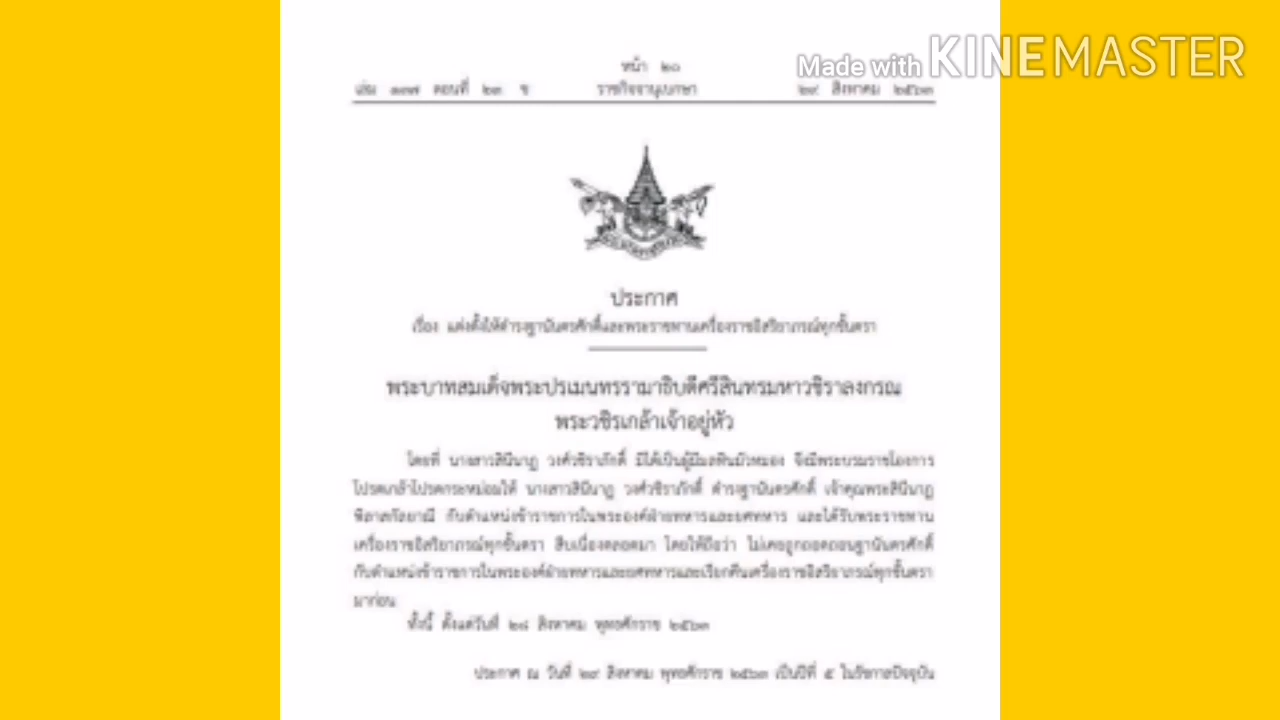 Made with KINEMASTER
หน้า ๒๐
เล่ม ๑๓๗ ตอนที่ ๒๓ ข ราชกิจจานุเบกษา ๒๙ สิงหาคม ๒๕๖๓
ประกาศ
เรื่อง แต่งตั้งให้ดำรงฐานันดรศักดิ์และพระราชทานเครื่องราชอิสริยาภรณ์ทุกชั้นตรา
พระบาทสมเด็จพระปรเมนทรรามาธิบดีศรีสินทรมหาวชิราลงกรณ
พระวชิรเกล้าเจ้าอยู่หัว
โดยที่ นางสาวสินีนาฏ วงศ์วชิราภักดิ์ มิได้เป็นผู้มีมลทินมัวหมอง จึงมีพระบรมราชโองการ
โปรดเกล้าโปรดกระหม่อมให้ นางสาวสินีนาฏ วงศ์วชิราภักดิ์ ดำรงฐานันดรศักดิ์ เจ้าคุณพระสินีนาฏ
พิลาสกัลยาณี กับตำแหน่งข้าราชการในพระองค์ฝ่ายทหารและยศทหาร และได้รับพระราชทาน
เครื่องราชอิสริยาภรณ์ทุกชั้นตรา สืบเนื่องตลอดมา โดยให้ถือว่า ไม่เคยถูกถอดถอนฐานันดรศักดิ์
กับตำแหน่งข้าราชการในพระองค์ฝ่ายทหารและยศทหารและเรียกคืนเครื่องราชอิสริยาภรณ์ทุกชั้นตรา
มาก่อน
ทั้งนี้ ตั้งแต่วันที่ ๒๘ สิงหาคม พุทธศักราช ๒๕๖๓
ประกาศ ณ วันที่ ๒๙ สิงหาคม พุทธศักราช ๒๕๖๓ เป็นปีที่ ๕ ในรัชกาลปัจจุบัน